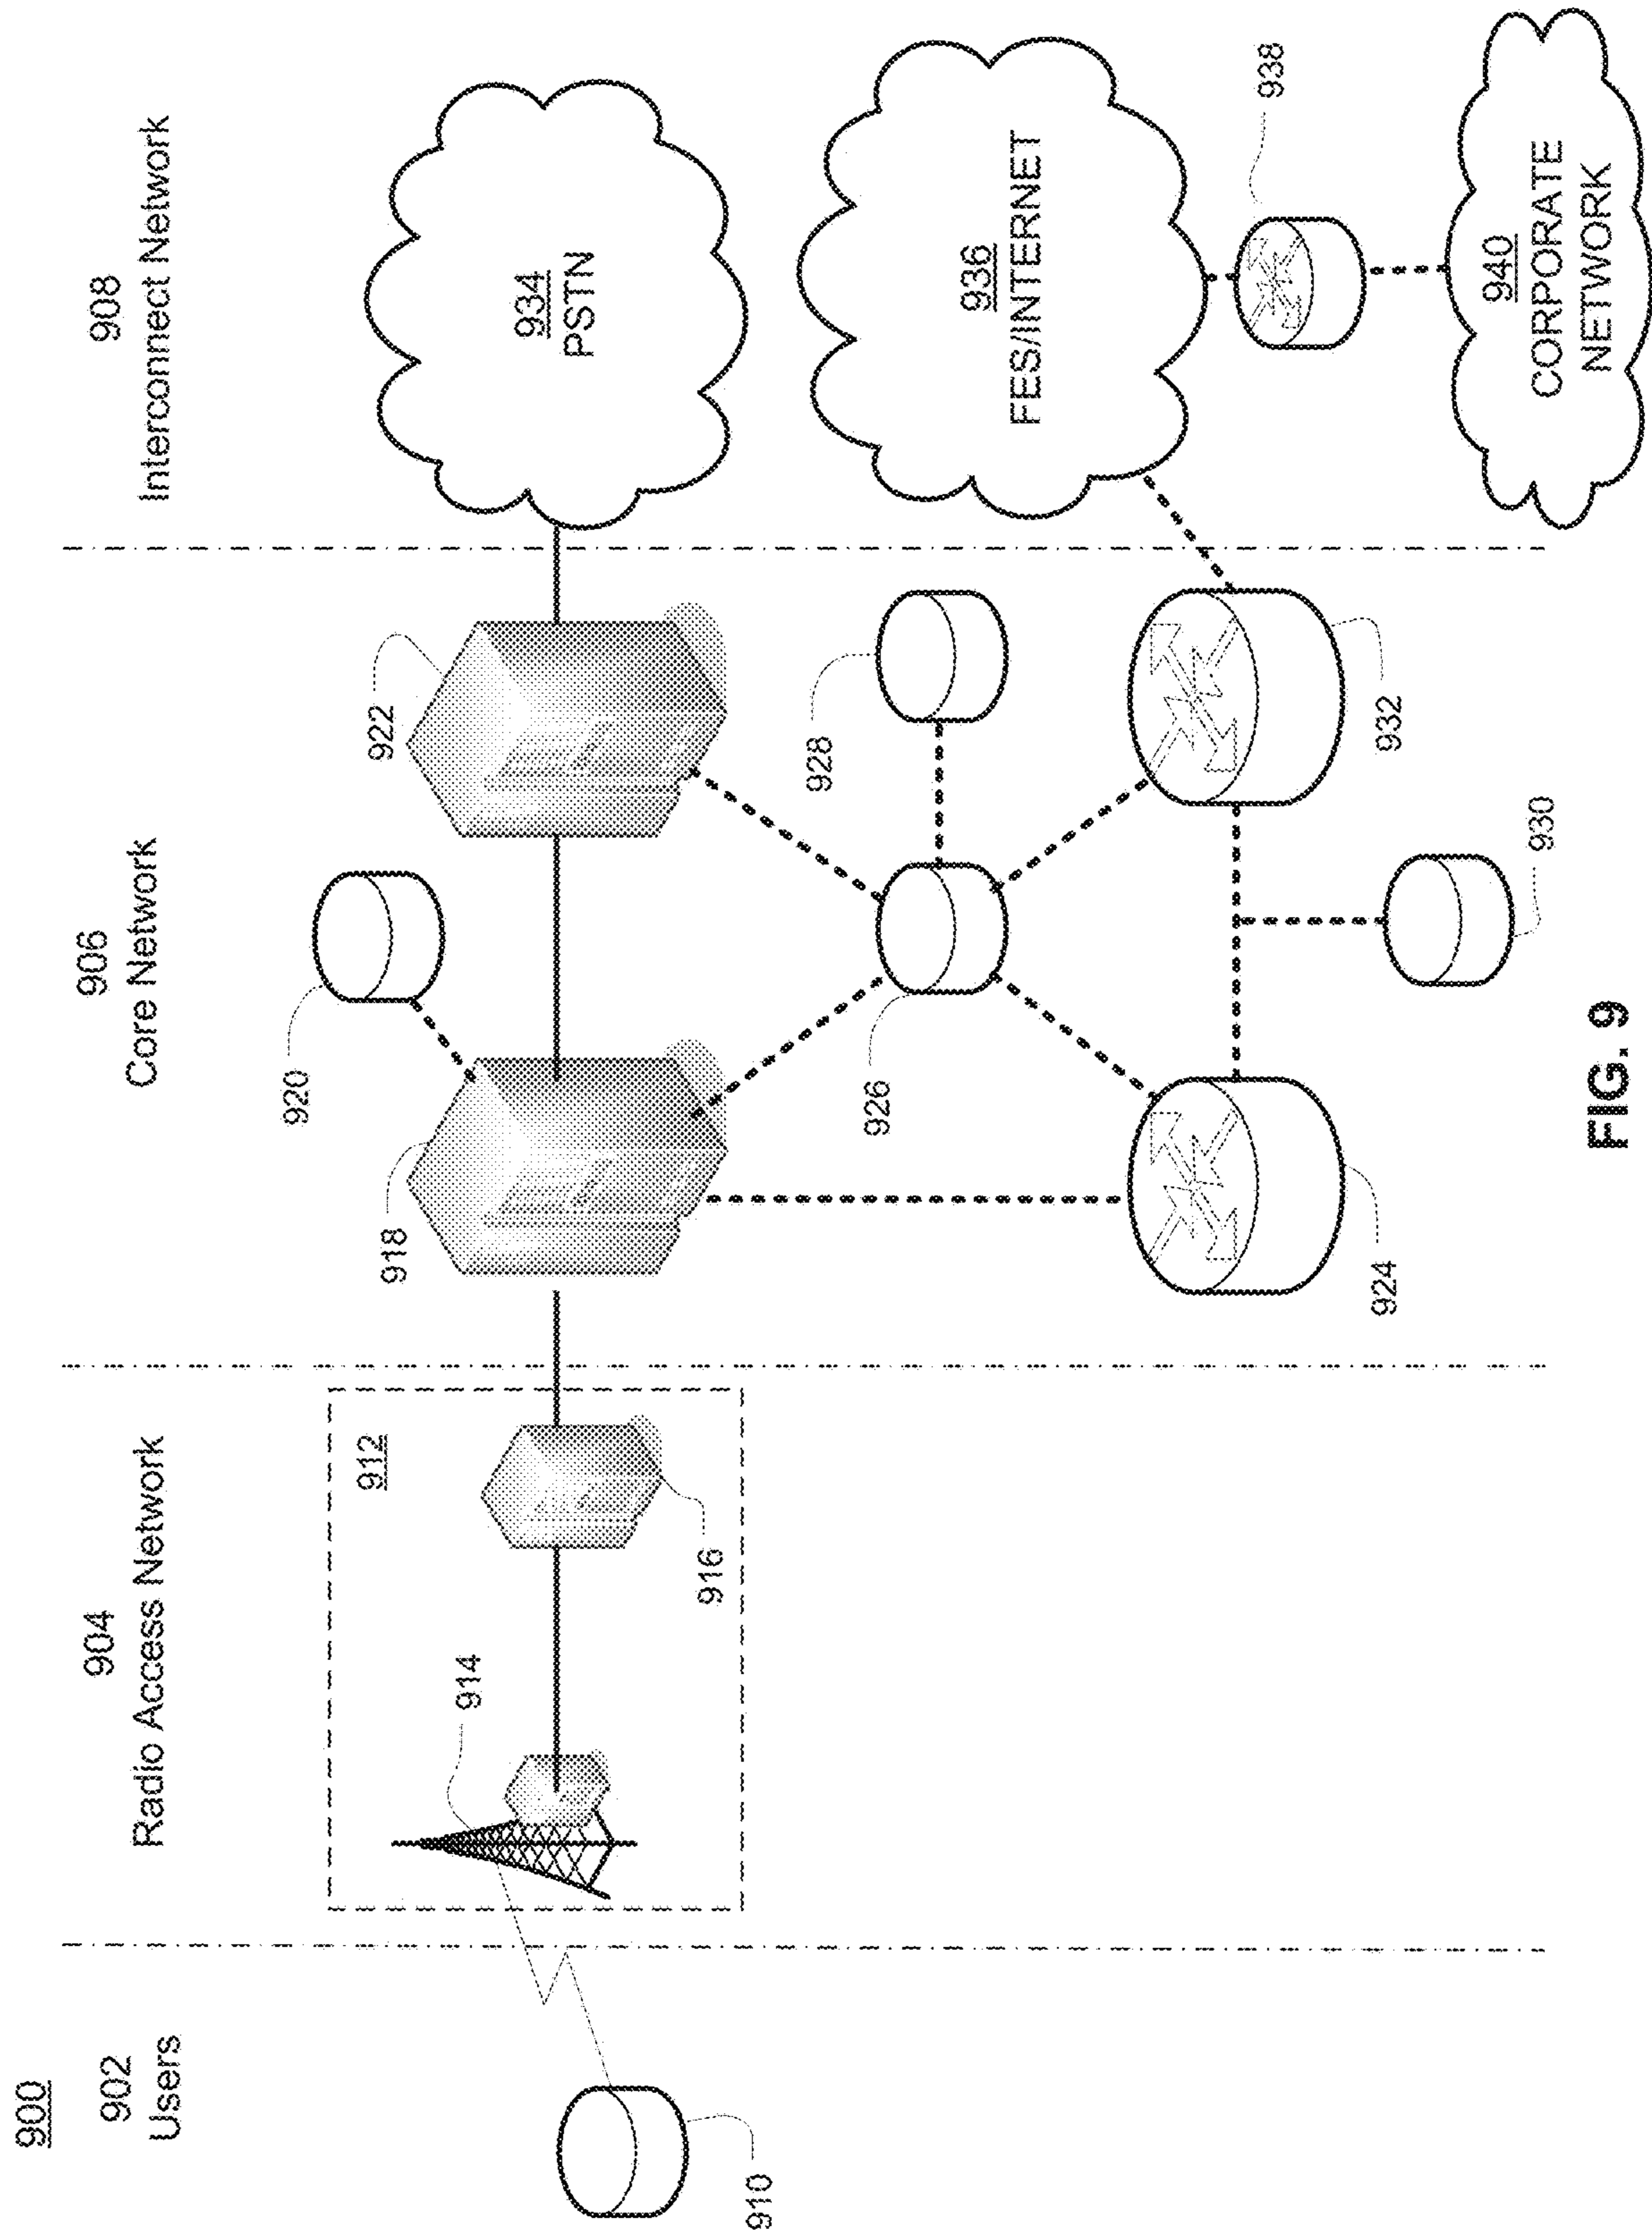 900
902
Users
904
Radio Access Network
906
Core Network
908
Interconnect Network
910
912
914
916
918
920
922
924
926
928
930
932
934
PSTN
936
FES/INTERNET
938
940
CORPORATE
NETWORK
FIG. 9